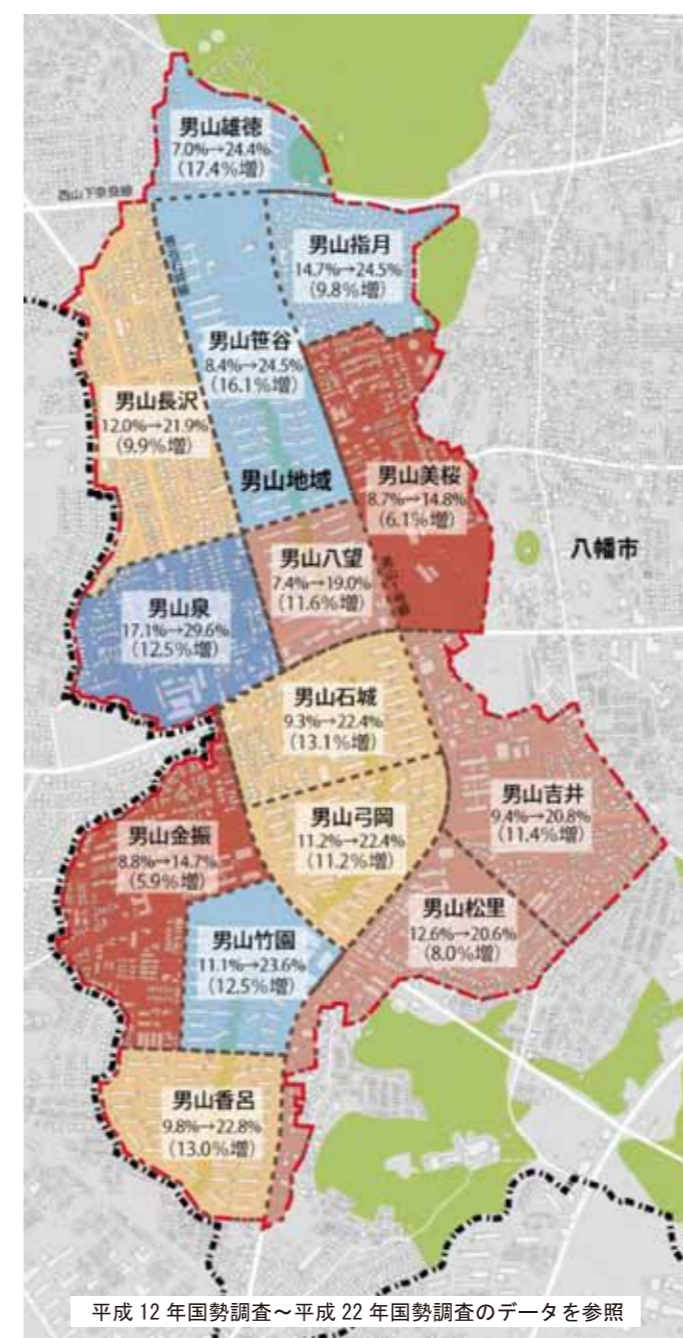 男山雄徳
7.0%→24.4%
(17.4%増)
西山下奈良線
男山指月
14.7%→24.5%
(9.8%増)
男山笹谷
8.4%→24.5%
(16.1%増)
男山長沢
12.0%→21.9%
(9.9%増)
男山地域
男山美桜
8.7%→14.8%
(6.1%増)
八幡市
男山八望
7.4%→19.0%
(11.6%増)
男山泉
17.1%→29.6%
(12.5%増)
男山石城
9.3%→22.4%
(13.1%増)
男山吉井
9.4%→20.8%
(11.4%増)
男山弓岡
11.2%→22.4%
(11.2%増)
男山金振
8.8%→14.7%
(5.9%増)
男山松里
12.6%→20.6%
(8.0%増)
男山竹園
11.1%→23.6%
(12.5%増)
男山香呂
9.8%→22.8%
(13.0%増)
平成 12 年国勢調査～平成 22 年国勢調査のデータを参照